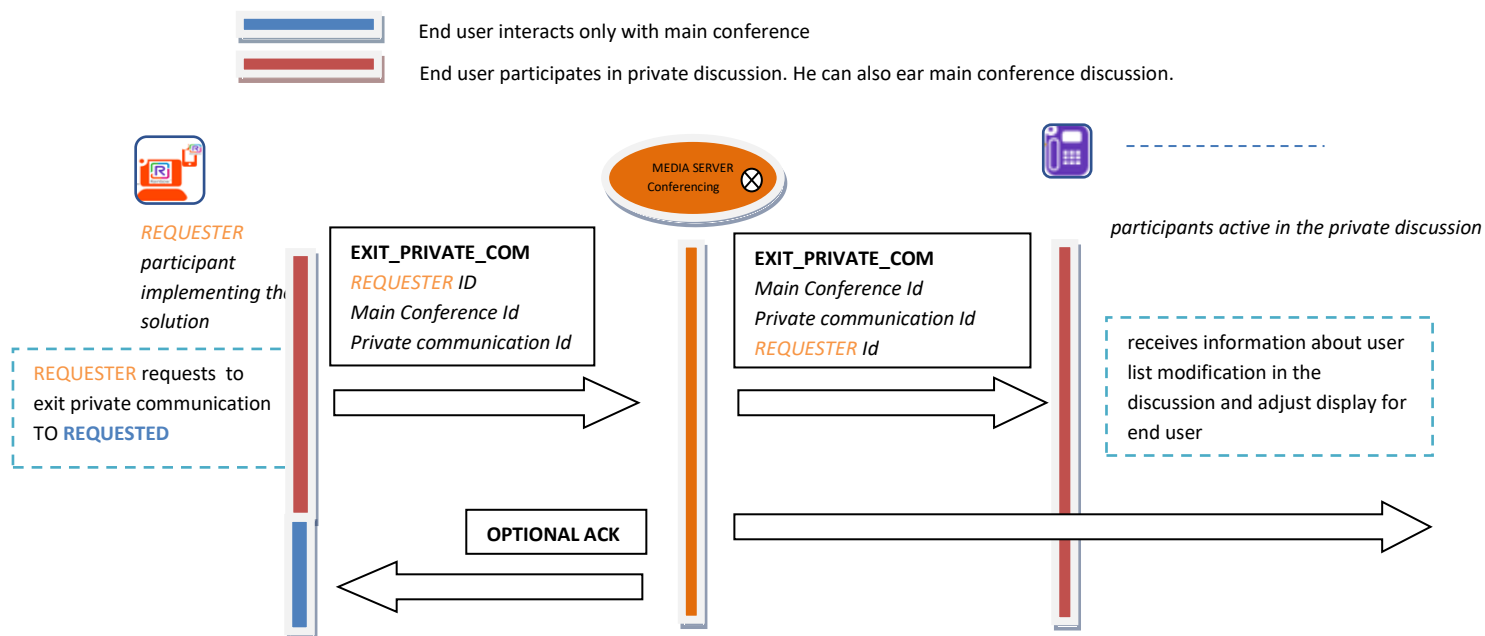 End user interacts only with main conference
End user participates in private discussion. He can also ear main conference discussion.
MEDIA SERVER
Conferencing
REQUESTER
participant
implementing the
solution
EXIT_PRIVATE_COM
REQUESTER ID
Main Conference Id
Private communication Id
EXIT_PRIVATE_COM
Main Conference Id
Private communication Id
REQUESTER Id
participants active in the private discussion
REQUESTER requests to
exit private communication
TO REQUESTED
receives information about user
list modification in the
discussion and adjust display for
end user
OPTIONAL ACK